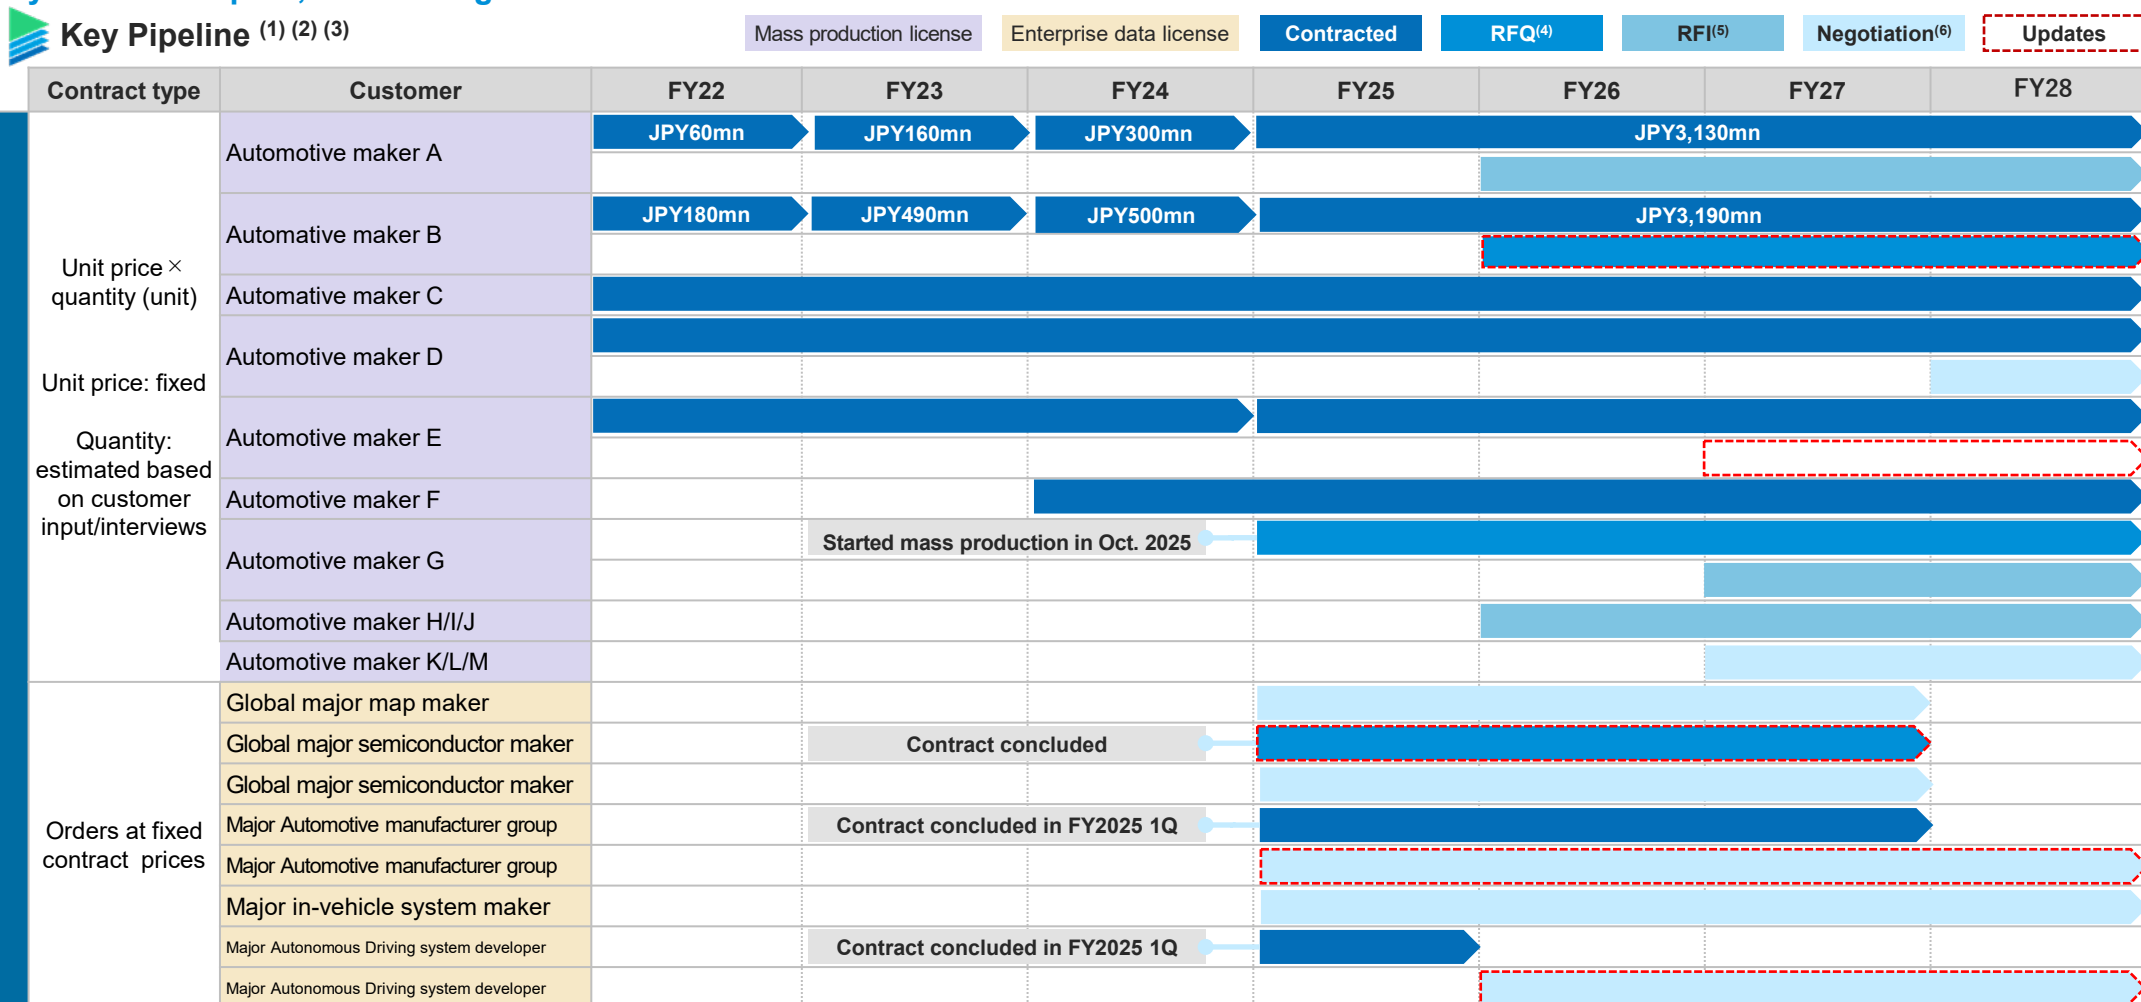 Key Pipeline (1) (2) (3)
Mass production license
Enterprise data license
Contracted
RFQ(4)
RFI(5)
Negotiation(6)
Updates
Contract type
Customer
FY22
FY23
FY24
FY25
FY26
FY27
FY28
Unit price×
quantity (unit)
Unit price: fixed
Quantity:
estimated based
on customer
input/interviews
Automotive maker A
JPY60mn
JPY160mn
JPY300mn
JPY3,130mn
Automative maker B
JPY180mn
JPY490mn
JPY500mn
JPY3,190mn
Automative maker C
Automotive maker D
Automotive maker E
Automotive maker F
Automotive maker G
Started mass production in Oct. 2025
Automotive maker H/I/J
Automotive maker K/L/M
Orders at fixed
contract prices
Global major map maker
Global major semiconductor maker
Contract concluded
Global major semiconductor maker
Major Automotive manufacturer group
Contract concluded in FY2025 1Q
Major Automotive manufacturer group
Major in-vehicle system maker
Major Autonomous Driving system developer
Contract concluded in FY2025 1Q
Major Autonomous Driving system developer